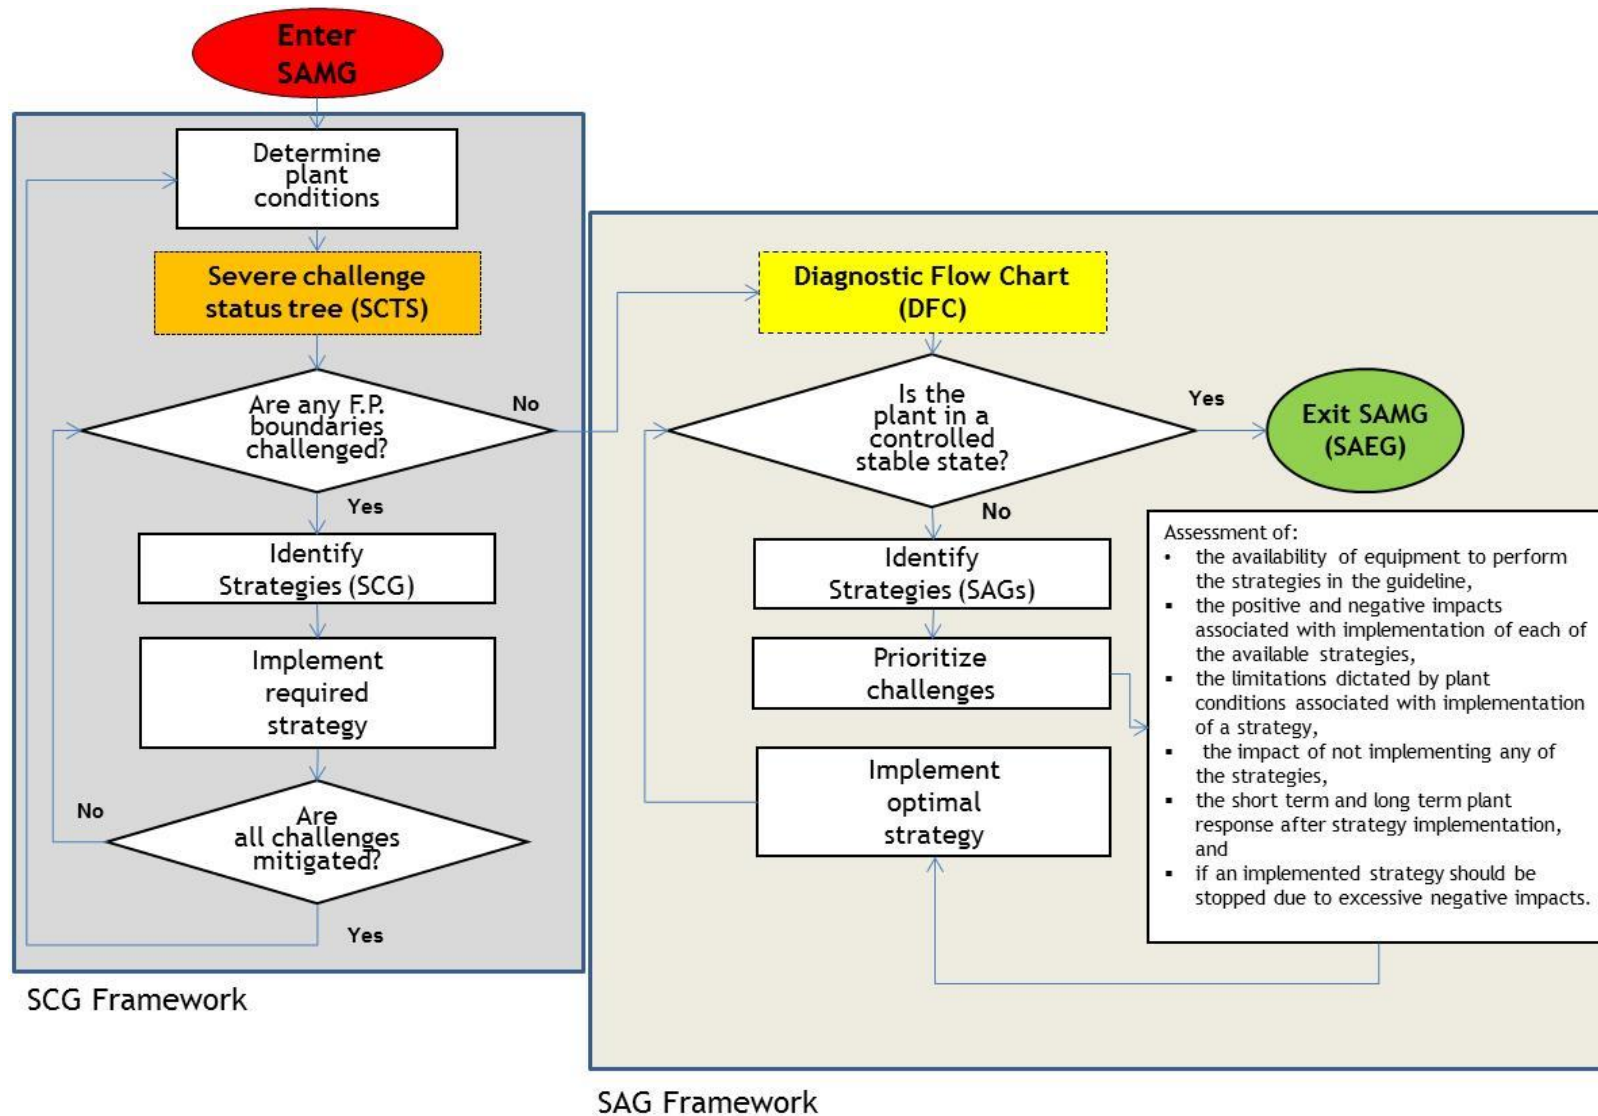 Enter
SAMG
Determine
plant
conditions
Severe challenge
status tree (SCTS)
Are any F.P.
boundaries
challenged?
No
Yes
Identify
Strategies (SCG)
Implement
required
strategy
Are
all challenges
mitigated?
No
Yes
SCG Framework
Diagnostic Flow Chart
(DFC)
Is the
plant in a
controlled
stable state?
Yes
Exit SAMG
(SAEG)
No
Identify
Strategies (SAGs)
Prioritize
challenges
Assessment of:
• the availability of equipment to perform
the strategies in the guideline,
▪ the positive and negative impacts
associated with implementation of each of
the available strategies,
▪ the limitations dictated by plant
conditions associated with implementation
of a strategy,
▪ the impact of not implementing any of
the strategies,
▪ the short term and long term plant
response after strategy implementation,
and
▪ if an implemented strategy should be
stopped due to excessive negative impacts.
Implement
optimal
strategy
SAG Framework